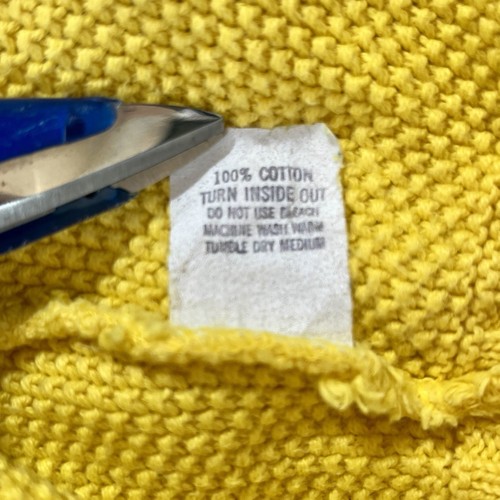 100% COTTON
TURN INSIDE OUT
DO NOT USE BLEACH
MACHINE WASH WARM
TUMBLE DRY MEDIUM